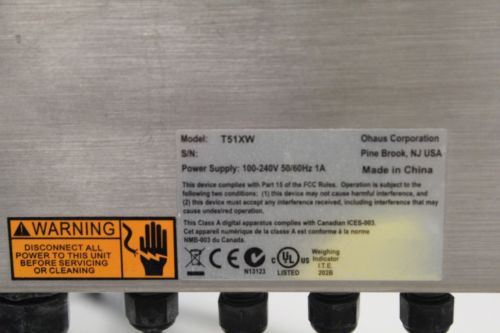 Model: T51XW
Ohaus Corporation
S/N:
Pine Brook, NJ USA
Power Supply: 100-240V 50/60Hz 1A
Made in China
This device complies with Part 15 of the FCC Rules. Operation is subject to the
following two conditions: (1) this device may not cause harmful interference, and
(2) this device must accept any interference received, including interference that may
cause undesired operation.
This Class A digital apparatus complies with Canadian ICES-003.
Cet appareil numérique de la classe A est conforme à la norme
NMB-003 du Canada.
WARNING
DISCONNECT ALL
POWER TO THIS UNIT
BEFORE SERVICING
OR CLEANING
CE
N13123
C UL US
LISTED
Weighing
Indicator
I.T.E.
202B